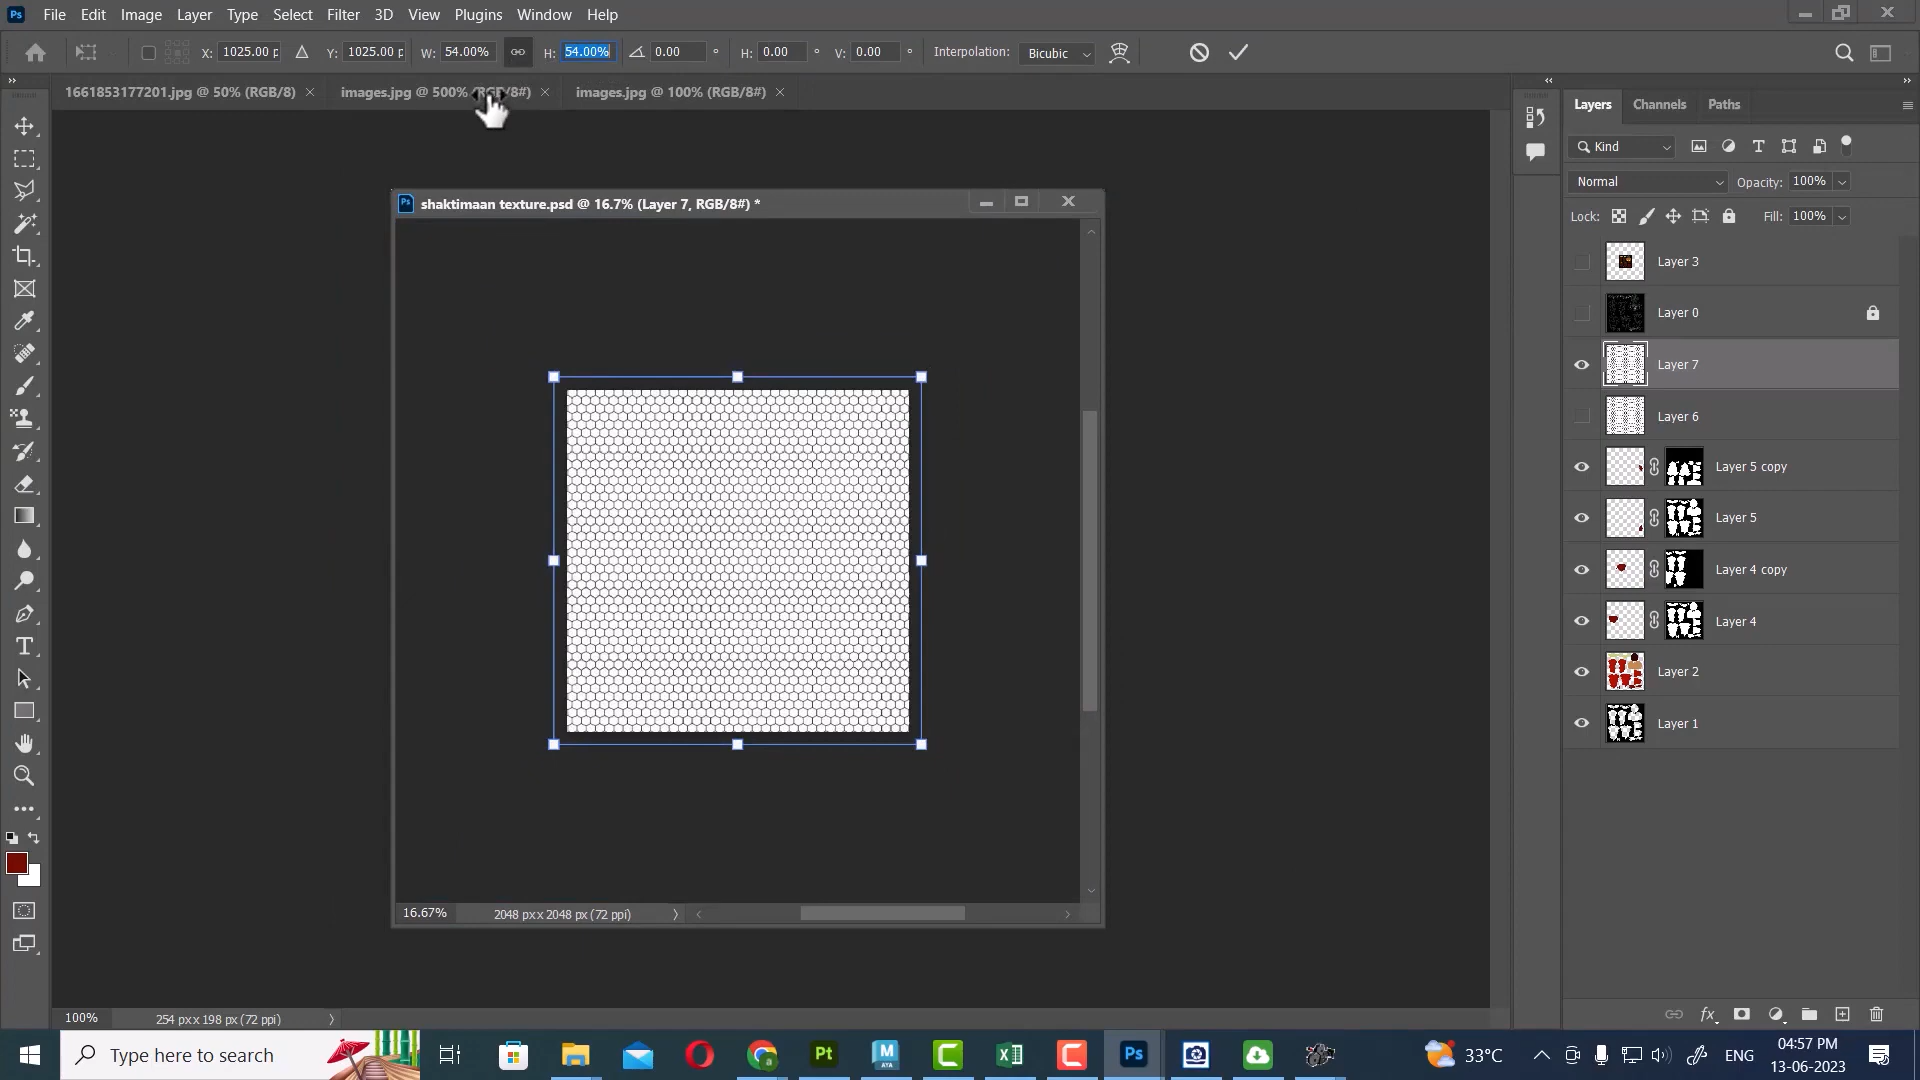 File Edit Image Layer Type Select Filter 3D View Plugins Window Help
X: 1025.00 p Y: 1025.00 p W: 54.00% H: 54.00% 0.00 ° H: 0.00 ° V: 0.00 ° Interpolation: Bicubic
1661853177201.jpg @ 50% (RGB/8) images.jpg @ 500% (RGB/8#) images.jpg @ 100% (RGB/8#)
Layers Channels Paths
Kind
Normal Opacity: 100%
Lock: Fill: 100%
shaktimaan texture.psd @ 16.7% (Layer 7, RGB/8#) *
Layer 3
Layer 0
Layer 7
Layer 6
Layer 5 copy
Layer 5
Layer 4 copy
Layer 4
Layer 2
Layer 1
16.67% 2048 px x 2048 px (72 ppi)
100% 254 px x 198 px (72 ppi)
fx
Type here to search
Pt
M
AYA
Ps
33°C
ENG
04:57 PM
13-06-2023